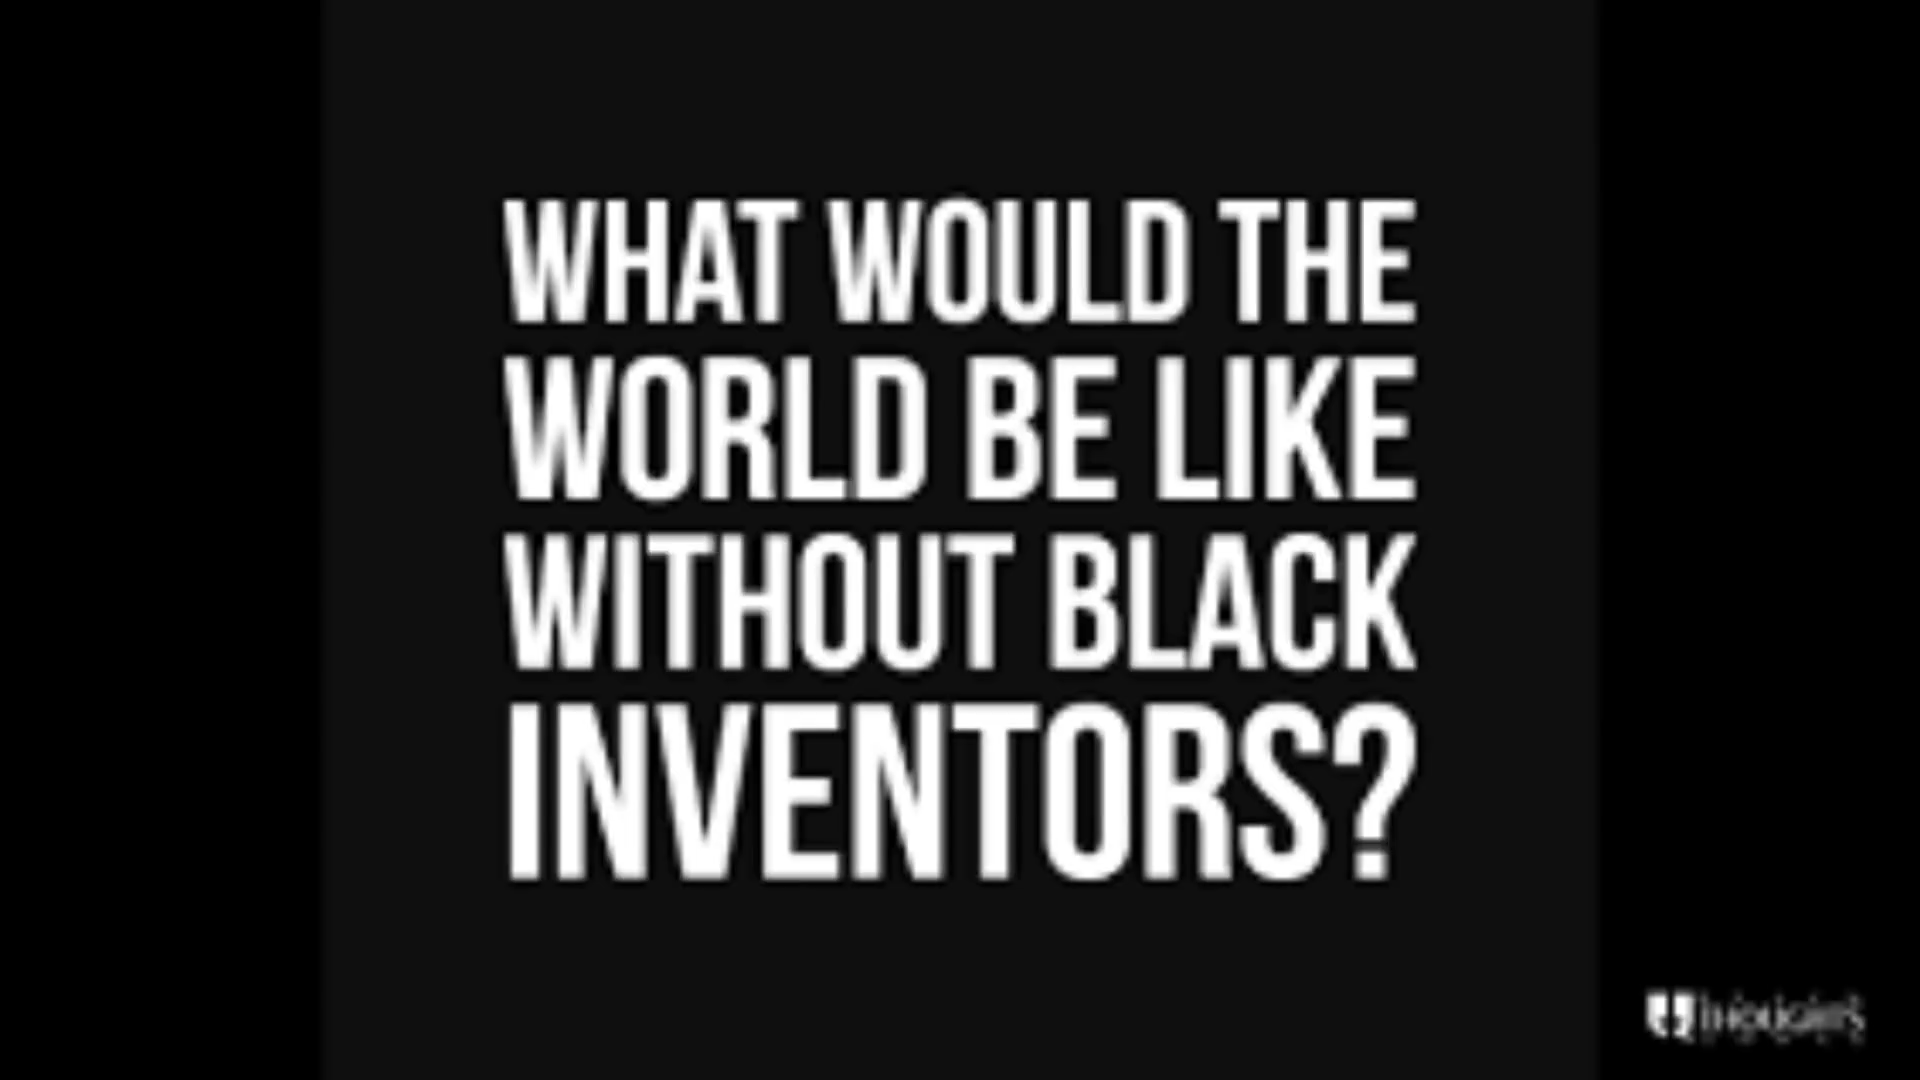 WHAT WOULD THE
WORLD BE LIKE
WITHOUT BLACK
INVENTORS?